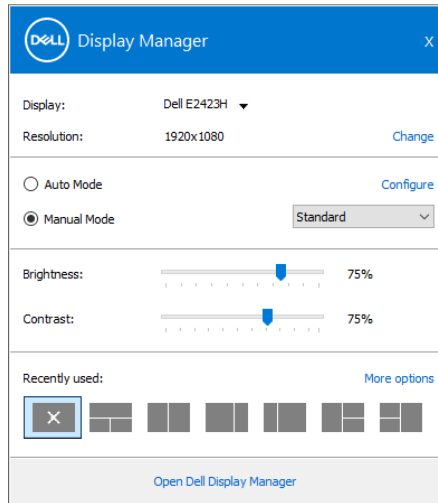 DELL Display Manager X
Display: Dell E2423H
Resolution: 1920x1080 Change
Auto Mode Configure
Manual Mode Standard
Brightness: 75%
Contrast: 75%
Recently used: More options
Open Dell Display Manager